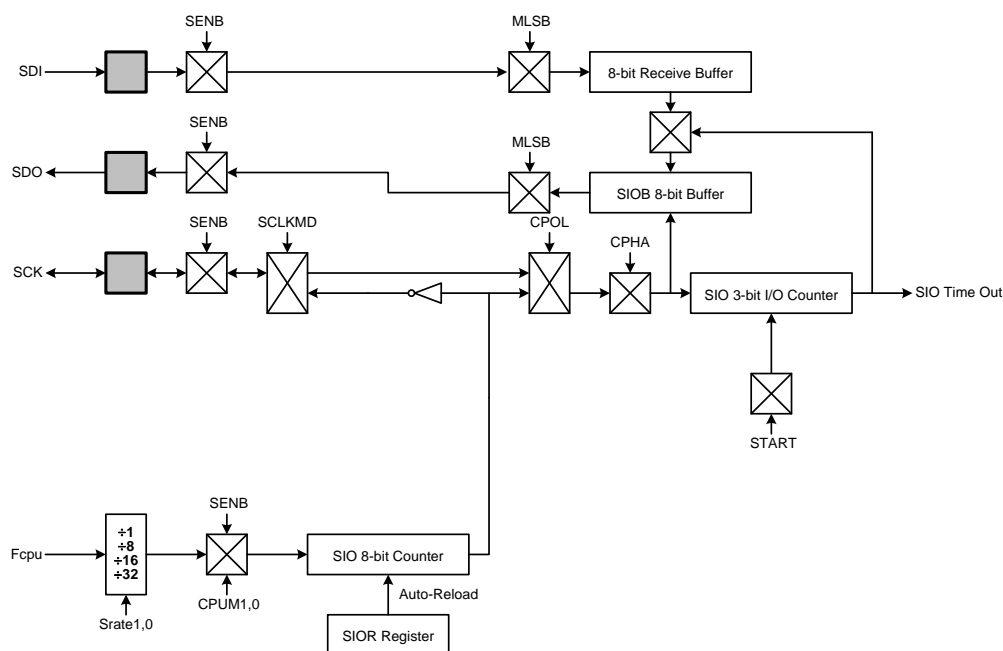 SENB
MLSB
SDI
8-bit Receive Buffer
SENB
MLSB
SDO
SIOB 8-bit Buffer
SENB
SCLKMD
CPOL
CPHA
SCK
SIO 3-bit I/O Counter
SIO Time Out
START
SENB
Fcpu
÷1
÷8
÷16
÷32
SIO 8-bit Counter
CPUM1,0
Auto-Reload
Srate1,0
SIOR Register